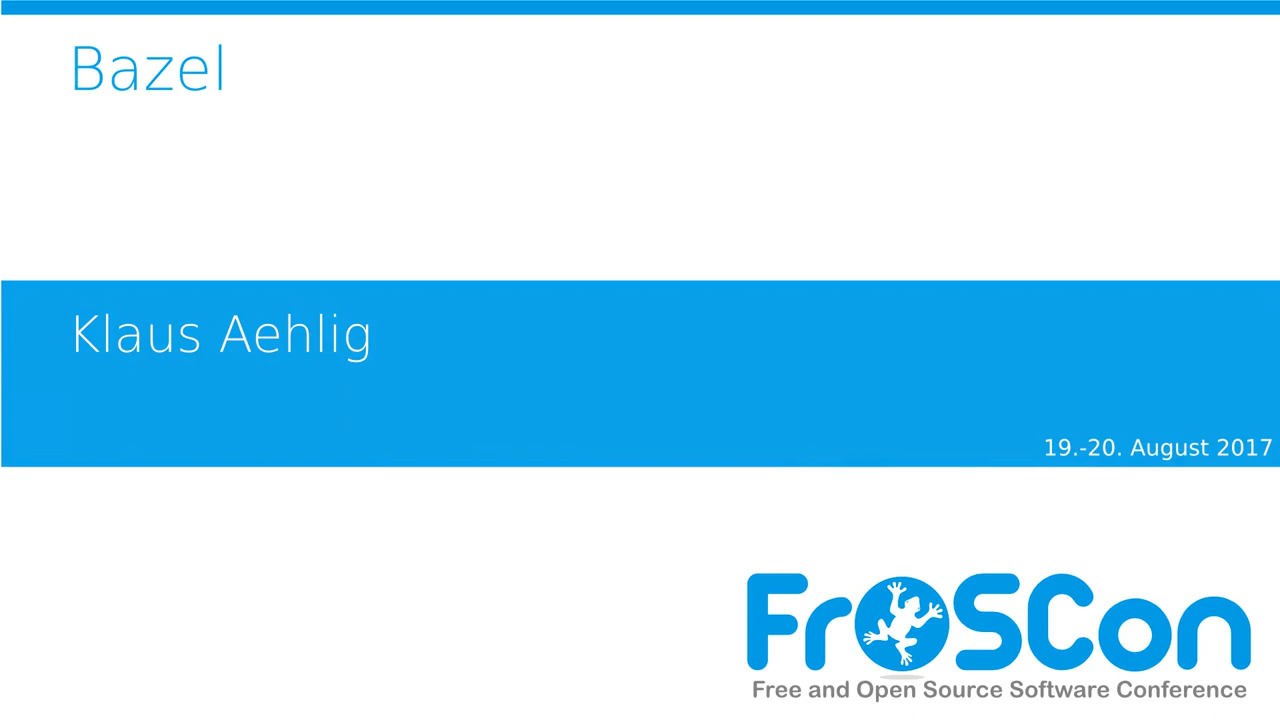 Bazel
Klaus Aehlig
19.-20. August 2017
FrOSCon
Free and Open Source Software Conference